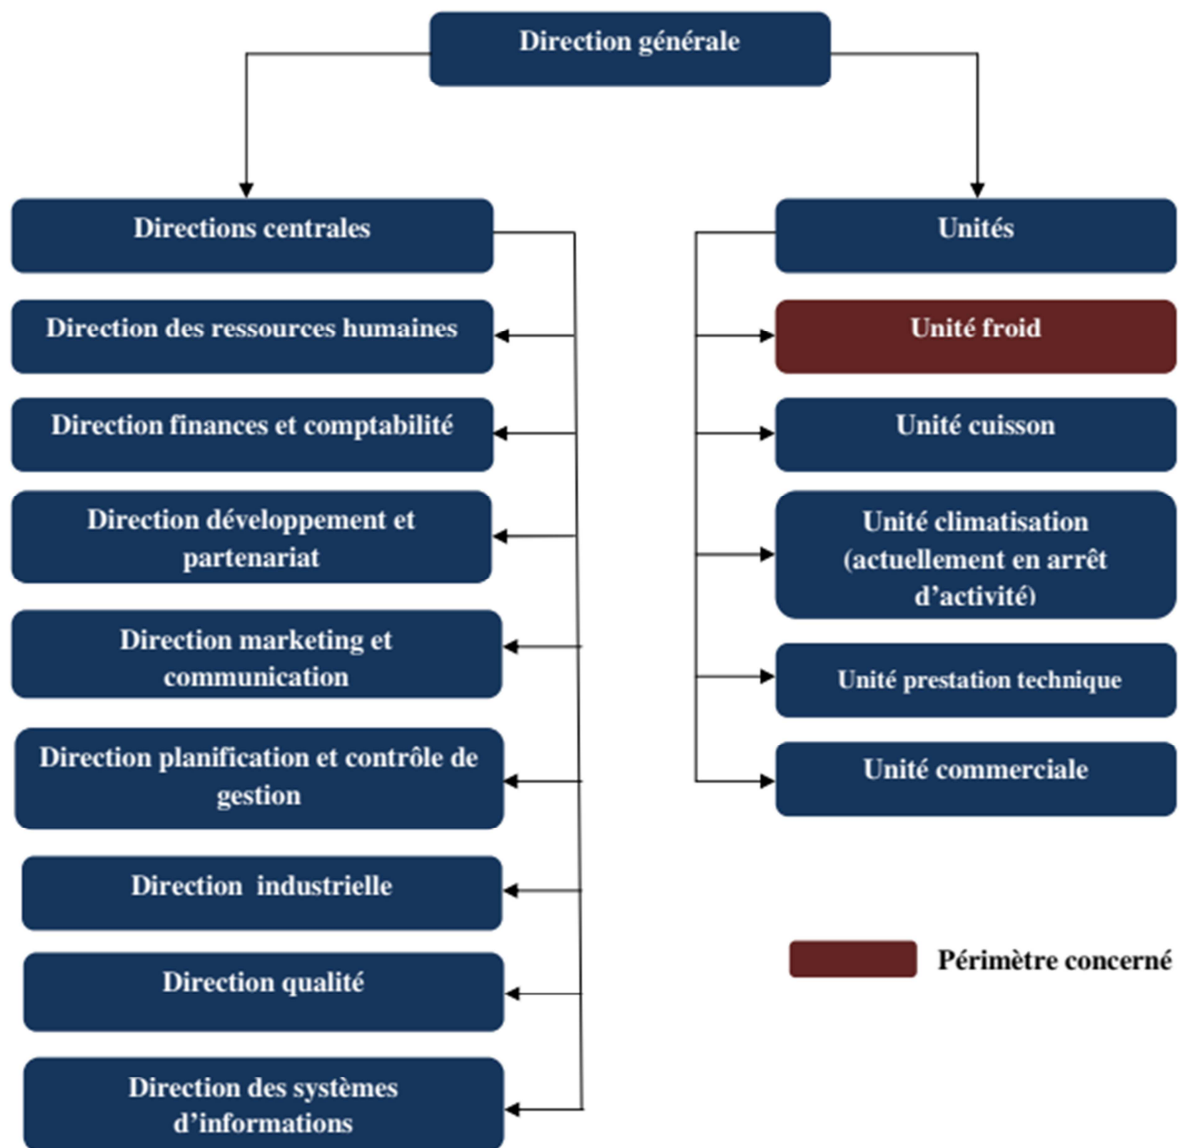 Direction générale
Directions centrales
Direction des ressources humaines
Direction finances et comptabilité
Direction développement et
partenariat
Direction marketing et
communication
Direction planification et contrôle de
gestion
Direction industrielle
Direction qualité
Direction des systèmes
d’informations
Unités
Unité froid
Unité cuisson
Unité climatisation
(actuellement en arrêt
d’activité)
Unité prestation technique
Unité commerciale
Périmètre concerné